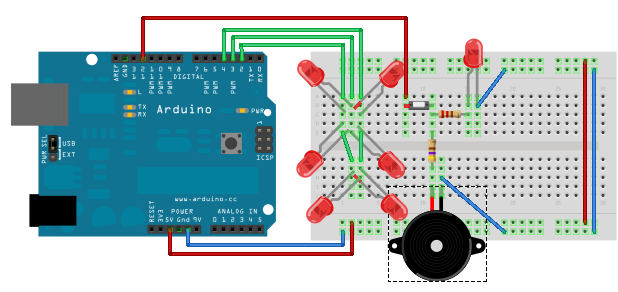 AREF
GND
13
12
11
10
9
8
7
6
5
4
3
2
1
0
PWM
PWM
PWM
PWM
PWM
PWM
TX
RX
DIGITAL
L
TX
RX
Arduino
PWR
PWR SEL
USB
EXT
1
ICSP
www.arduino.cc
POWER
ANALOG IN
RESET
3V3
5V
Gnd
9V
0 1 2 3 4 5